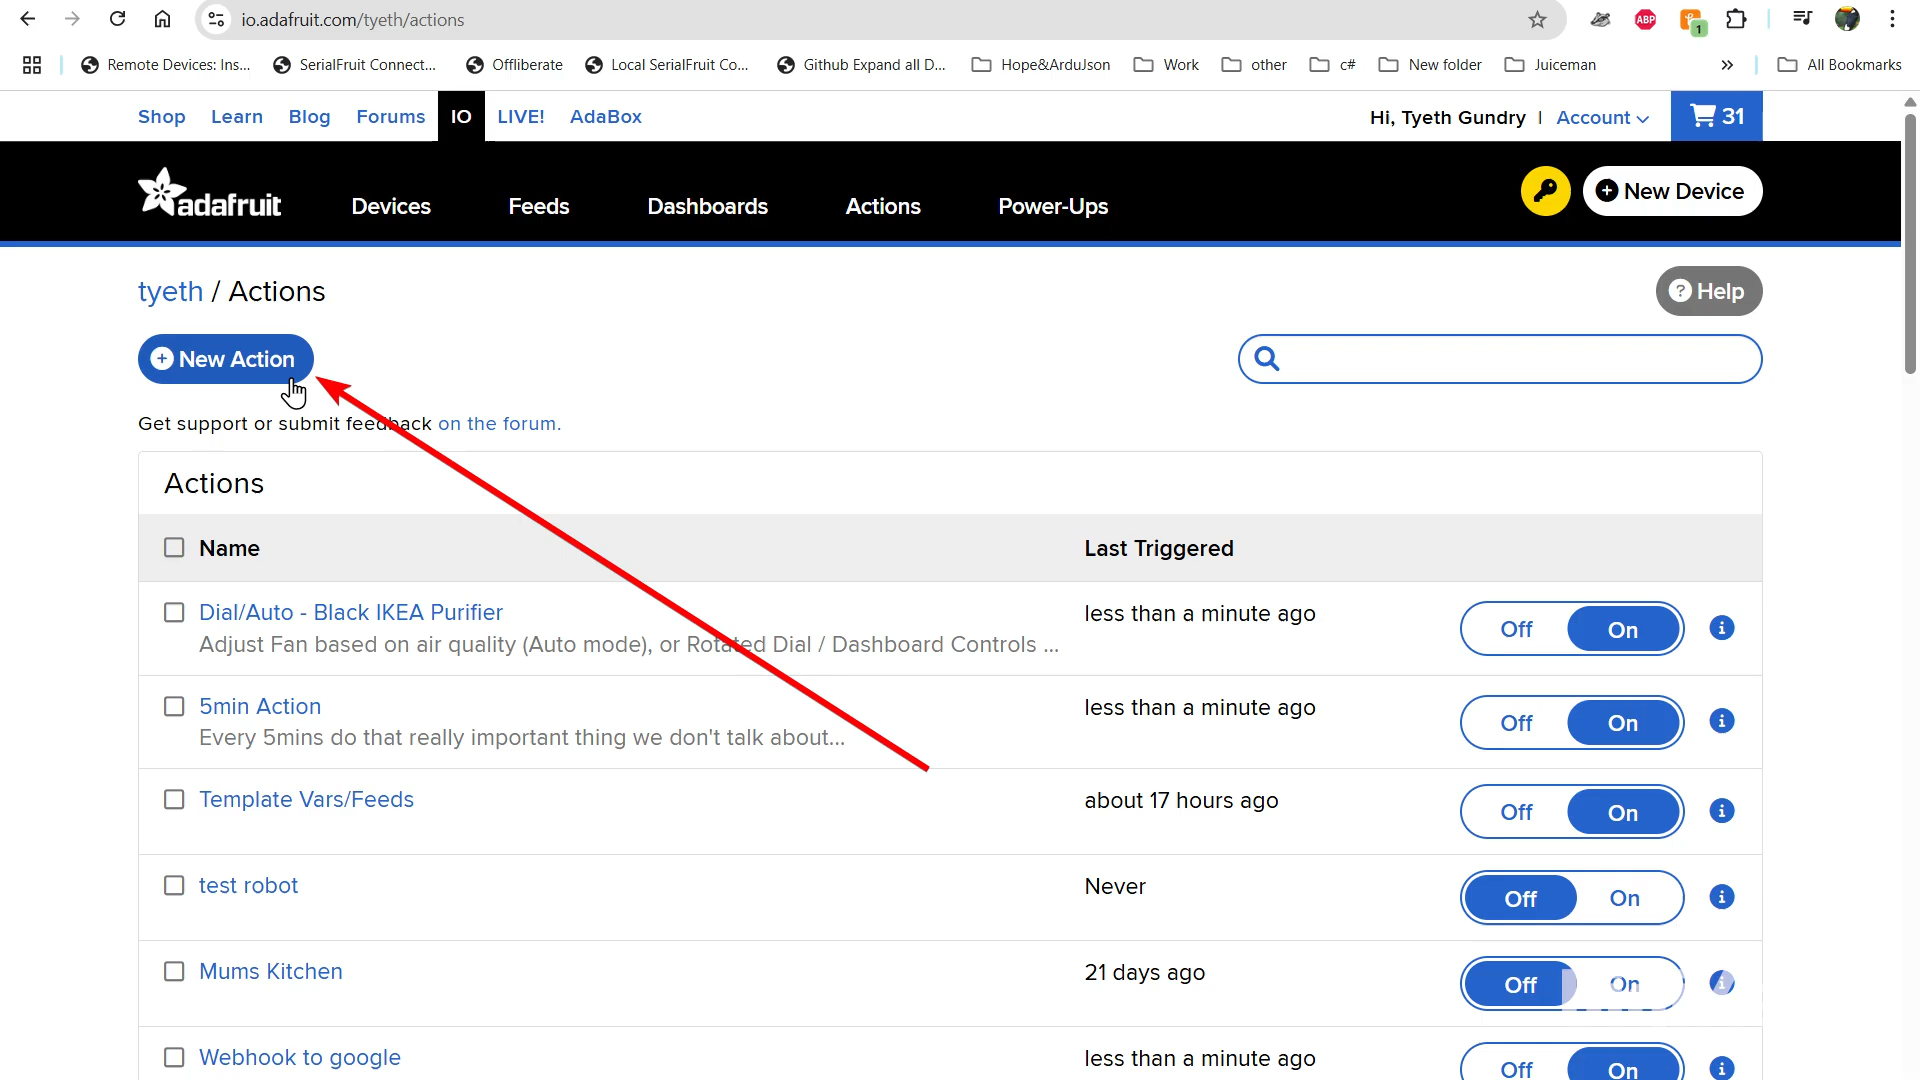 io.adafruit.com/tyeth/actions
ABP
1
Remote Devices: Ins... SerialFruit Connect... Offliberate Local SerialFruit Co... Github Expand all D... Hope&ArduJson Work other c# New folder Juiceman » All Bookmarks
Shop Learn Blog Forums IO LIVE! AdaBox Hi, Tyeth Gundry | Account 31
adafruit Devices Feeds Dashboards Actions Power-Ups New Device
tyeth / Actions ? Help
New Action
Get support or submit feedback on the forum.
Actions
Name Last Triggered
Dial/Auto - Black IKEA Purifier less than a minute ago Off On
Adjust Fan based on air quality (Auto mode), or Rotated Dial / Dashboard Controls ...
5min Action less than a minute ago Off On
Every 5mins do that really important thing we don't talk about...
Template Vars/Feeds about 17 hours ago Off On
test robot Never Off On
Mums Kitchen 21 days ago Off On
Webhook to google less than a minute ago Off On